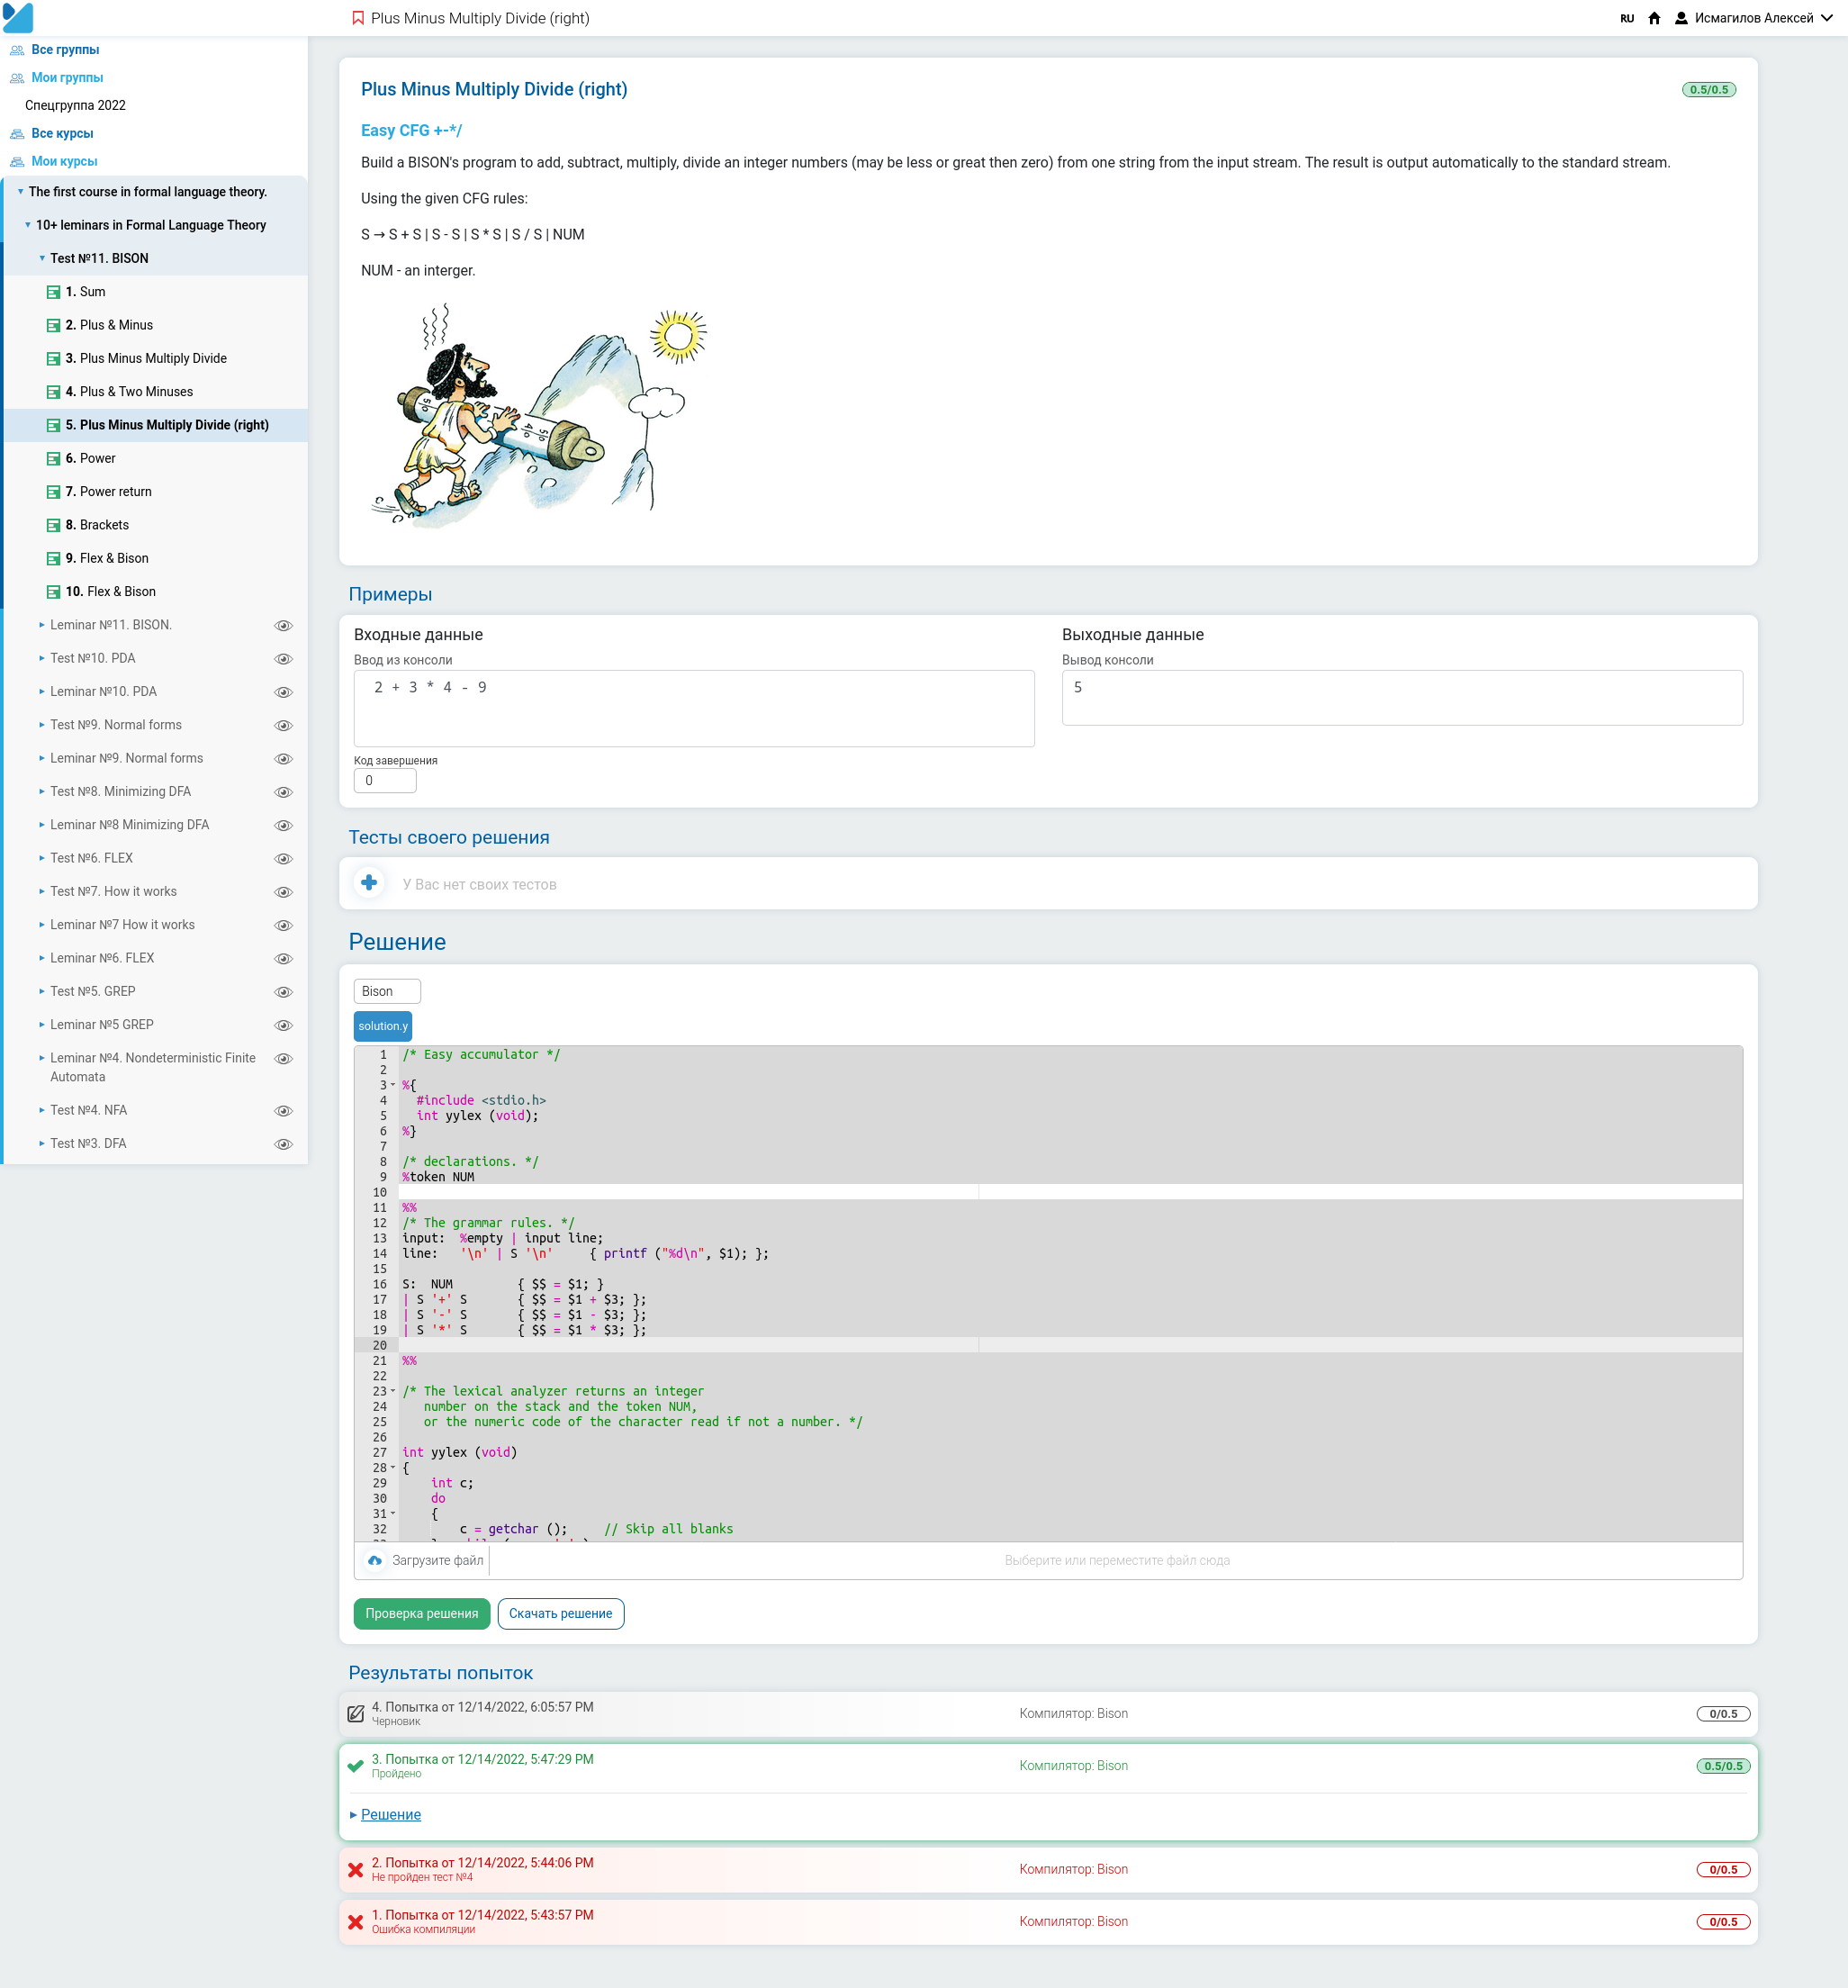 Plus Minus Multiply Divide (right)
RU
Исмагилов Алексей
Все группы
Мои группы
Спецгруппа 2022
Все курсы
Мои курсы
The first course in formal language theory.
10+ leminars in Formal Language Theory
Test №11. BISON
1. Sum
2. Plus & Minus
3. Plus Minus Multiply Divide
4. Plus & Two Minuses
5. Plus Minus Multiply Divide (right)
6. Power
7. Power return
8. Brackets
9. Flex & Bison
10. Flex & Bison
Leminar №11. BISON.
Test №10. PDA
Leminar №10. PDA
Test №9. Normal forms
Leminar №9. Normal forms
Test №8. Minimizing DFA
Leminar №8 Minimizing DFA
Test №6. FLEX
Test №7. How it works
Leminar №7 How it works
Leminar №6. FLEX
Test №5. GREP
Leminar №5 GREP
Leminar №4. Nondeterministic Finite
Automata
Test №4. NFA
Test №3. DFA
Plus Minus Multiply Divide (right)
0.5/0.5
Easy CFG +-*/
Build a BISON's program to add, subtract, multiply, divide an integer numbers (may be less or great then zero) from one string from the input stream. The result is output automatically to the standard stream.
Using the given CFG rules:
S → S + S | S - S | S * S | S / S | NUM
NUM - an interger.
50
50
40
Примеры
Входные данные
Ввод из консоли
2 + 3 * 4 - 9
Код завершения
0
Выходные данные
Вывод консоли
5
Тесты своего решения
У Вас нет своих тестов
Решение
Bison
solution.y
1 /* Easy accumulator */
2
3 %{
4 #include <stdio.h>
5 int yylex (void);
6 %}
7
8 /* declarations. */
9 %token NUM
10
11 %%
12 /* The grammar rules. */
13 input: %empty | input line;
14 line: '\n' | S '\n' { printf ("%d\n", $1); };
15
16 S: NUM { $$ = $1; }
17 | S '+' S { $$ = $1 + $3; };
18 | S '-' S { $$ = $1 - $3; };
19 | S '*' S { $$ = $1 * $3; };
20
21 %%
22
23 /* The lexical analyzer returns an integer
24 number on the stack and the token NUM,
25 or the numeric code of the character read if not a number. */
26
27 int yylex (void)
28 {
29 int c;
30 do
31 {
32 c = getchar (); // Skip all blanks
Загрузите файл
Выберите или переместите файл сюда
Проверка решения
Скачать решение
Результаты попыток
4. Попытка от 12/14/2022, 6:05:57 PM
Черновик
Компилятор: Bison
0/0.5
3. Попытка от 12/14/2022, 5:47:29 PM
Пройдено
Компилятор: Bison
0.5/0.5
Решение
2. Попытка от 12/14/2022, 5:44:06 PM
Не пройден тест №4
Компилятор: Bison
0/0.5
1. Попытка от 12/14/2022, 5:43:57 PM
Ошибка компиляции
Компилятор: Bison
0/0.5